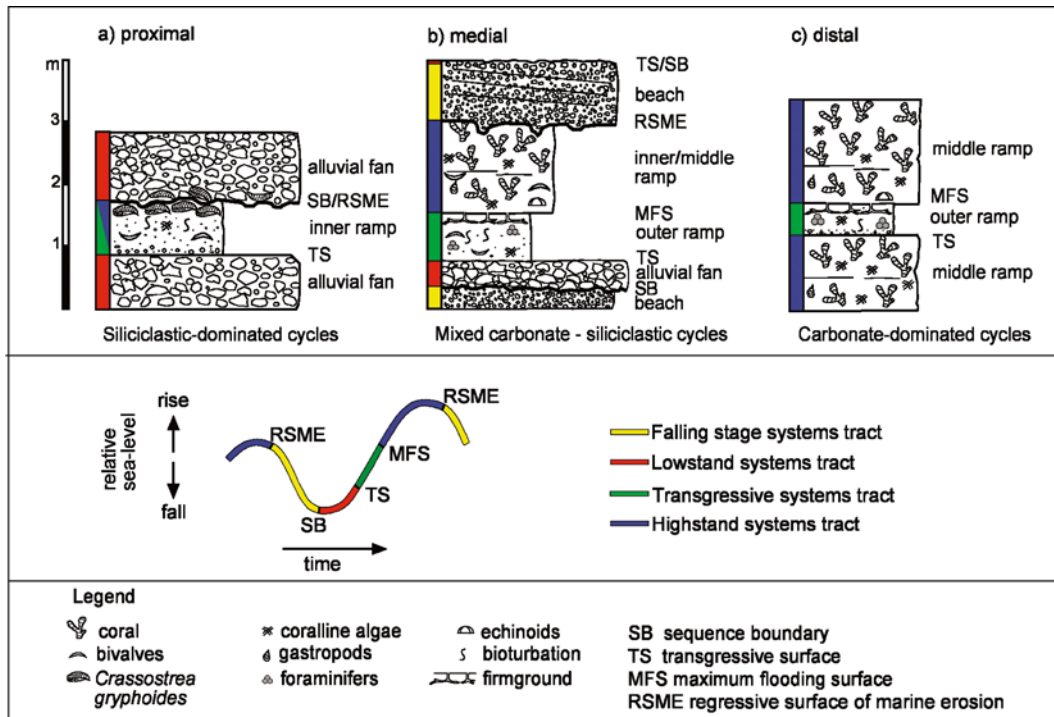 a) proximal
m
3
2
1
alluvial fan
SB/RSME
inner ramp
TS
alluvial fan
Siliciclastic-dominated cycles
b) medial
TS/SB
beach
RSME
inner/middle
ramp
MFS
outer ramp
TS
alluvial fan
SB
beach
Mixed carbonate - siliciclastic cycles
c) distal
middle ramp
MFS
outer ramp
TS
middle ramp
Carbonate-dominated cycles
relative
sea-level
rise
fall
RSME
SB
TS
MFS
RSME
time
Falling stage systems tract
Lowstand systems tract
Transgressive systems tract
Highstand systems tract
Legend
coral
bivalves
Crassostrea
gryphoides
coralline algae
gastropods
foraminifers
echinoids
bioturbation
firmground
SB sequence boundary
TS transgressive surface
MFS maximum flooding surface
RSME regressive surface of marine erosion